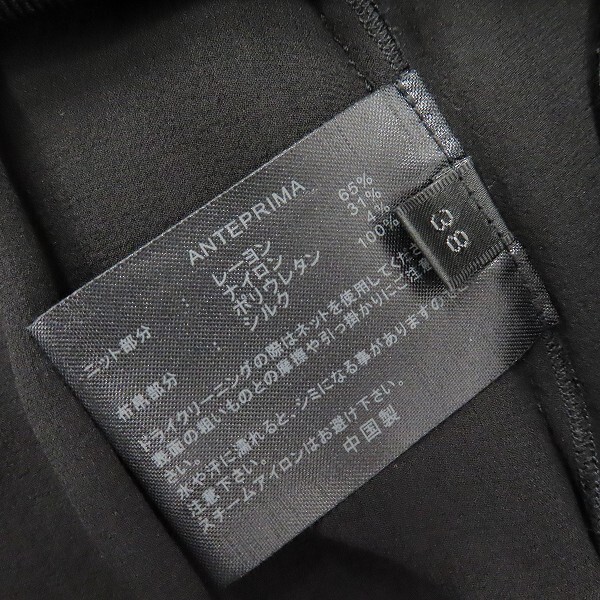 ANTEPRIMA
ニット部分 レーヨン 65%
ナイロン 31%
ポリウレタン 4%
布帛部分 シルク 100%
ドライクリーニングの際はネットを使用してくだ
さい。
表面の粗いものとの摩擦や引っ掛かりにご注意
水や汗に濡れると、シミになる事がありますので
注意下さい。
スチームアイロンはお避け下さい。
中国製
38